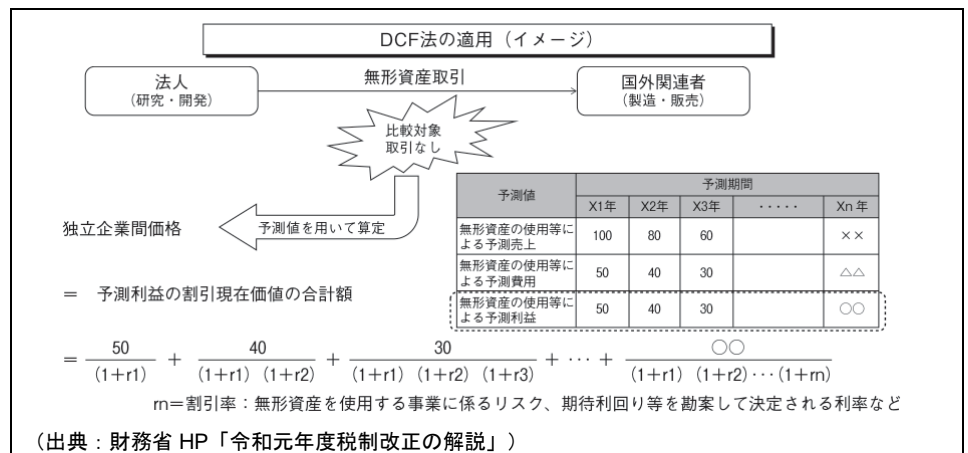 DCF法の適用（イメージ）
法人
（研究・開発）
無形資産取引
国外関連者
（製造・販売）
比較対象
取引なし
予測値 予測期間
X1年 X2年 X3年 ····· Xn年
無形資産の使用等に
よる予測売上 100 80 60 ××
無形資産の使用等に
よる予測費用 50 40 30 △△
無形資産の使用等に
よる予測利益 50 40 30 ○○
独立企業間価格
予測値を用いて算定
＝ 予測利益の割引現在価値の合計額
＝ 50/(1+r1) + 40/(1+r1) (1+r2) + 30/(1+r1) (1+r2) (1+r3) + ··· + ○○/(1+r1) (1+r2)···(1+rn)
rn＝割引率：無形資産を使用する事業に係るリスク、期待利回り等を勘案して決定される利率など
（出典：財務省 HP「令和元年度税制改正の解説」）